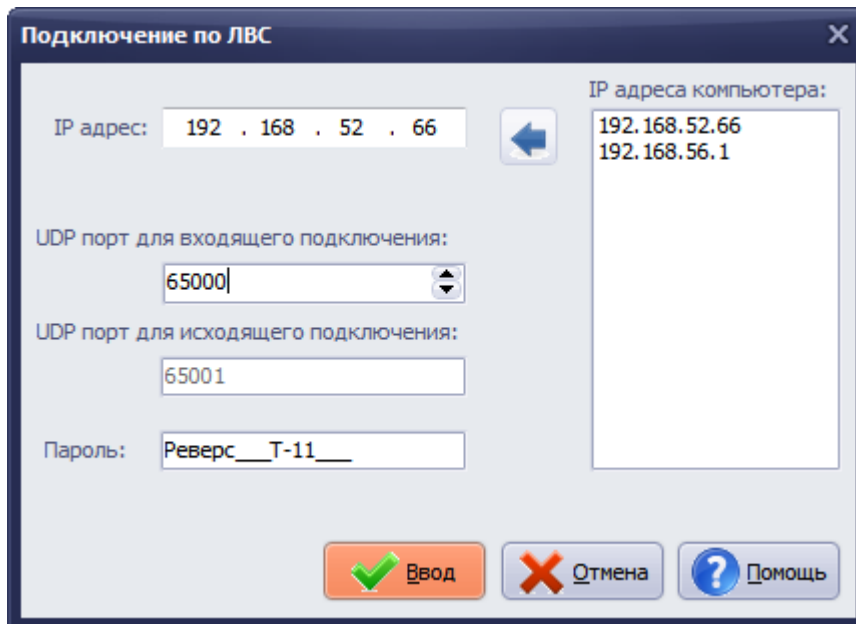 Подключение по ЛВС
IP адрес: 192 . 168 . 52 . 66
IP адреса компьютера:
192.168.52.66
192.168.56.1
UDP порт для входящего подключения:
65000
UDP порт для исходящего подключения:
65001
Пароль: Реверс___Т-11___
Ввод Отмена Помощь